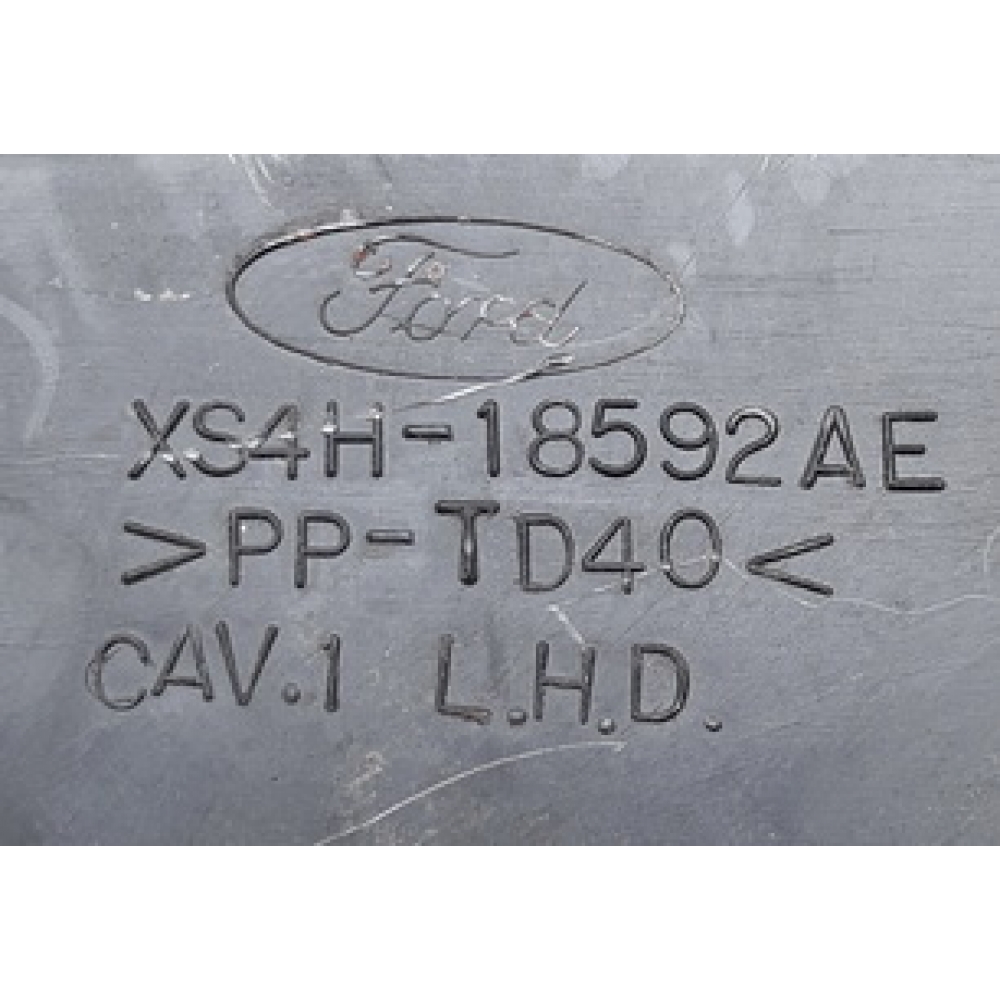 Ford
XS4H-18592AE
>PP-TD40<
CAV.1 L.H.D.